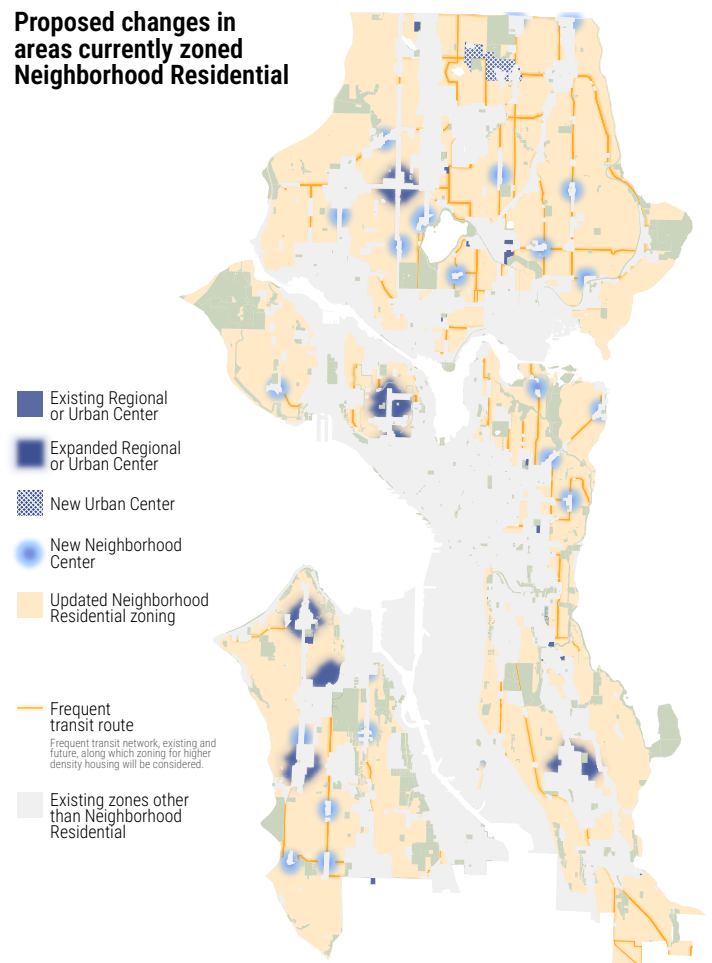 Proposed changes in
areas currently zoned
Neighborhood Residential
Existing Regional
or Urban Center
Expanded Regional
or Urban Center
New Urban Center
New Neighborhood
Center
Updated Neighborhood
Residential zoning
Frequent
transit route
Frequent transit network, existing and
future, along which zoning for higher
density housing will be considered.
Existing zones other
than Neighborhood
Residential